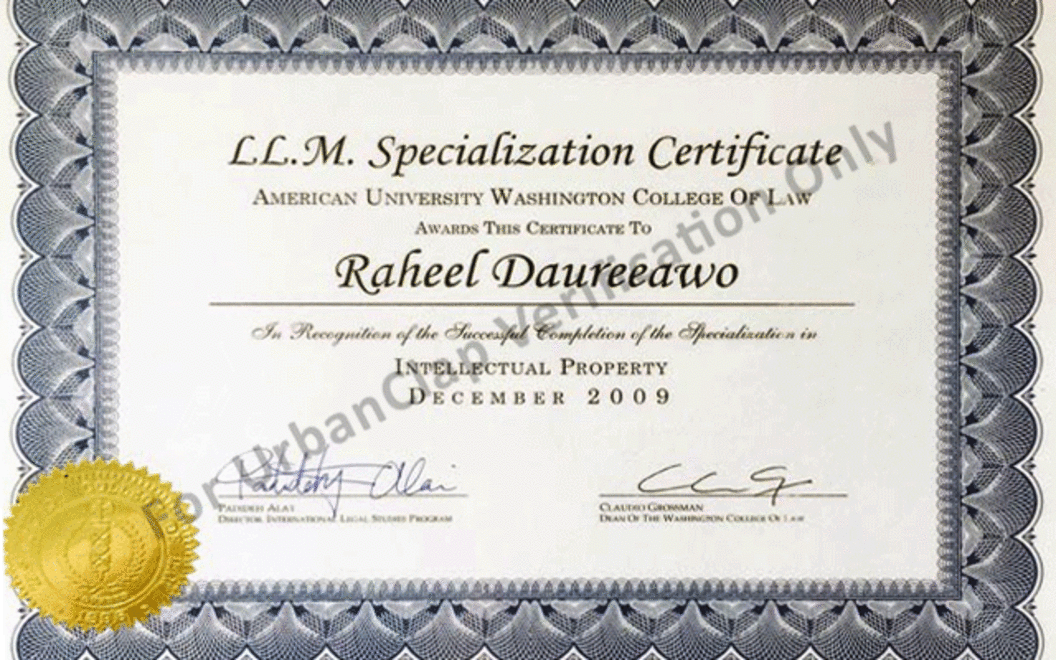 LL.M. Specialization Certificate
AMERICAN UNIVERSITY WASHINGTON COLLEGE OF LAW
AWARDS THIS CERTIFICATE TO
Raheel Daureeawo
In Recognition of the Successful Completion of the Specialization in
INTELLECTUAL PROPERTY
DECEMBER 2009
For UrbanClap Verification Only
Padideh Alai
PADIDEH ALA'I
DIRECTOR, INTERNATIONAL LEGAL STUDIES PROGRAM
CLAUDIO GROSSMAN
DEAN OF THE WASHINGTON COLLEGE OF LAW